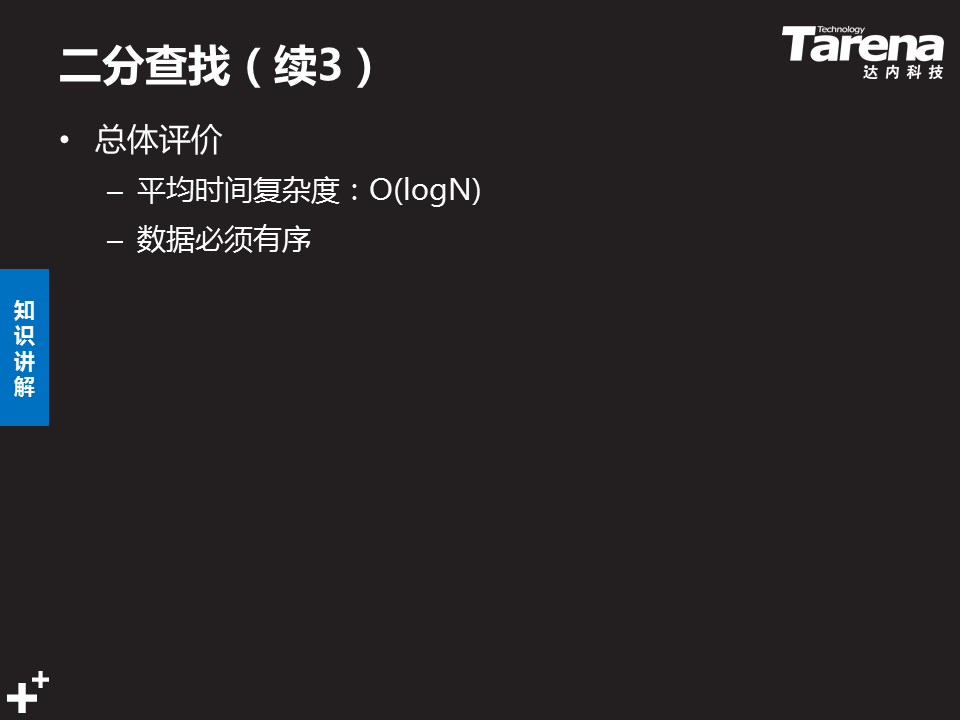 二分查找（续3）
Technology
Tarena
达内科技
• 总体评价
– 平均时间复杂度：O(logN)
– 数据必须有序
知
识
讲
解